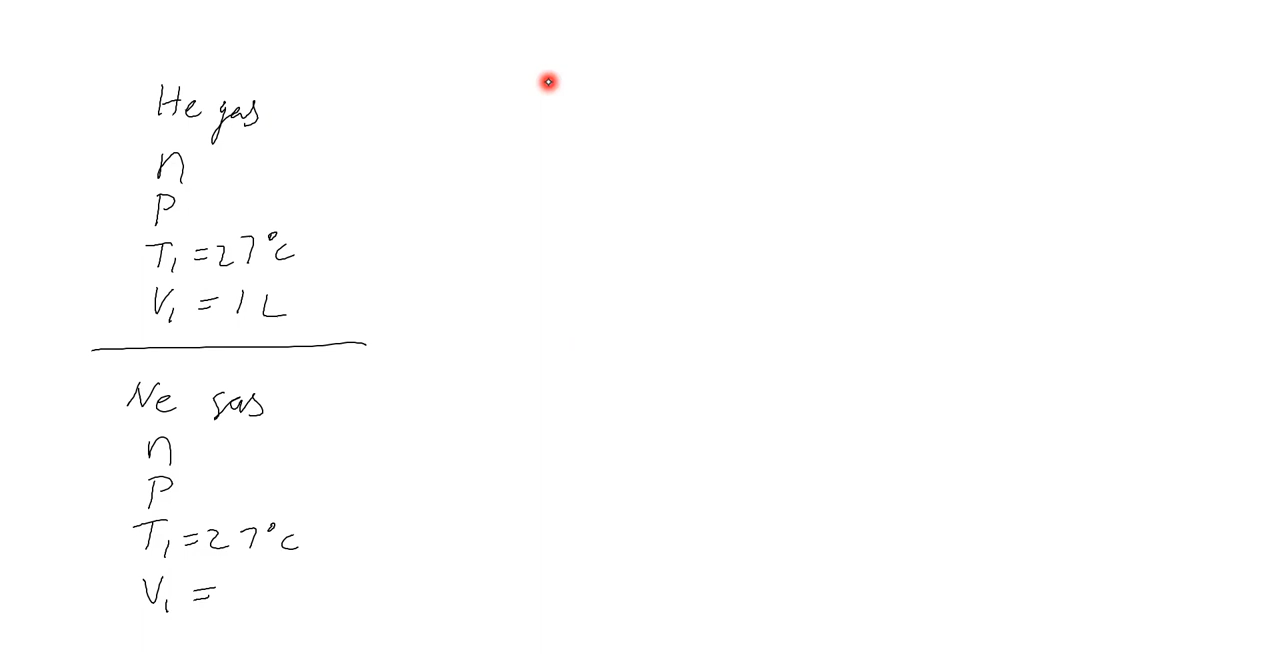 He gas
n
P
T₁ = 27°c
V₁ = 1 L
Ne gas
n
P
T₁ = 27°c
V₁ =